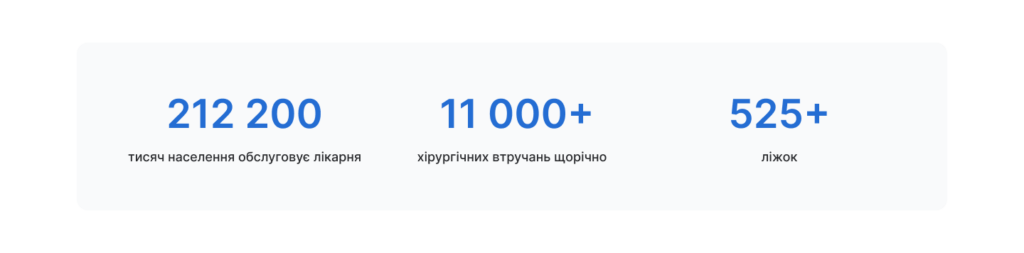 212 200
11 000+
525+
тисяч населення обслуговує лікарня
хірургічних втручань щорічно
ліжок